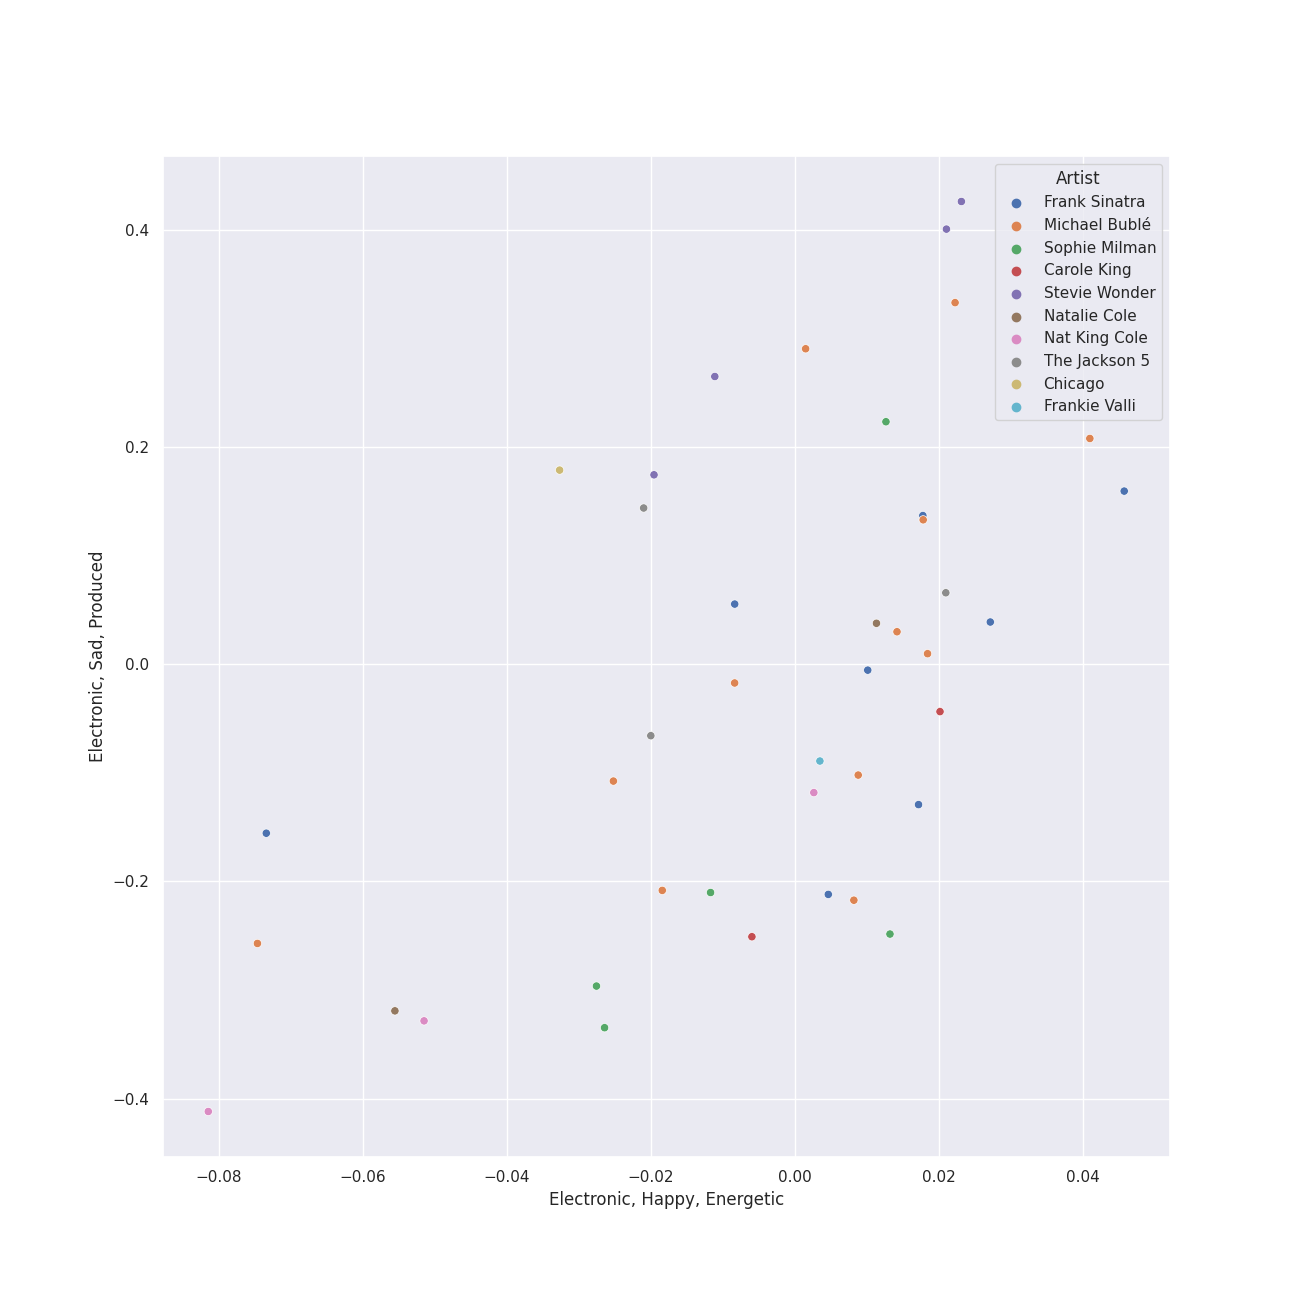 Artist
Frank Sinatra
Michael Bublé
Sophie Milman
Carole King
Stevie Wonder
Natalie Cole
Nat King Cole
The Jackson 5
Chicago
Frankie Valli
0.4
0.2
0.0
−0.2
−0.4
Electronic, Sad, Produced
−0.08 −0.06 −0.04 −0.02 0.00 0.02 0.04
Electronic, Happy, Energetic